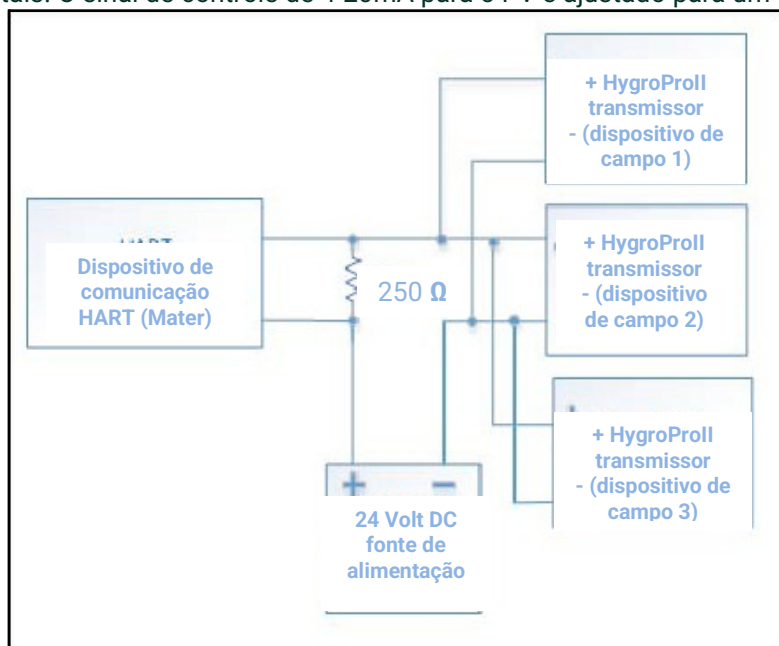 + HygroProII
transmissor
- (dispositivo de
campo 1)
Dispositivo de
comunicação
HART (Mater)
250 Ω
+ HygroProII
transmissor
- (dispositivo
de campo 2)
+ HygroProII
transmissor
- (dispositivo de
campo 3)
+ -
24 Volt DC
fonte de
alimentação